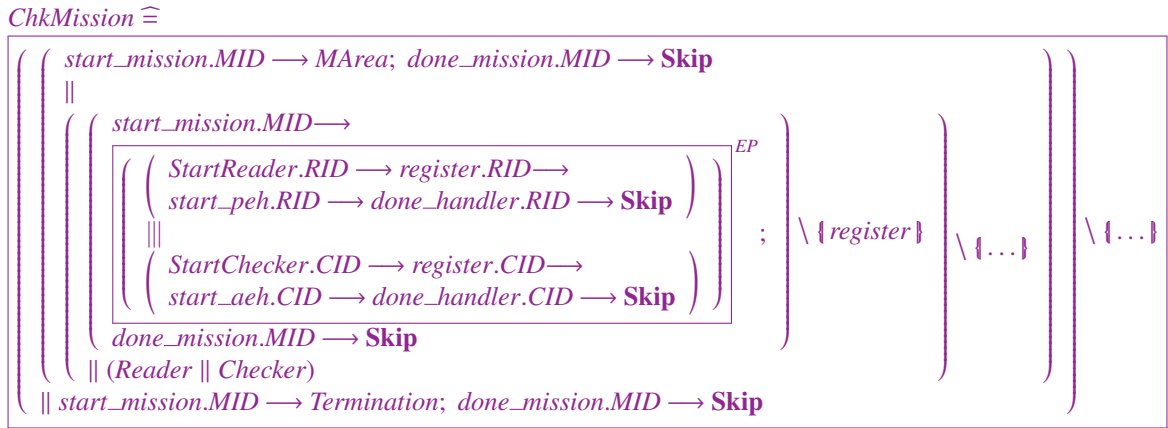 ChkMission ≙
start_mission.MID ⟶ MArea; done_mission.MID ⟶ Skip
||
start_mission.MID⟶
StartReader.RID ⟶ register.RID⟶
start_peh.RID ⟶ done_handler.RID ⟶ Skip
|||
StartChecker.CID ⟶ register.CID⟶
start_aeh.CID ⟶ done_handler.CID ⟶ Skip
EP
;
\ ⦃ register ⦄
\ ⦃ . . . ⦄
\ ⦃ . . . ⦄
done_mission.MID ⟶ Skip
|| (Reader || Checker)
|| start_mission.MID ⟶ Termination; done_mission.MID ⟶ Skip